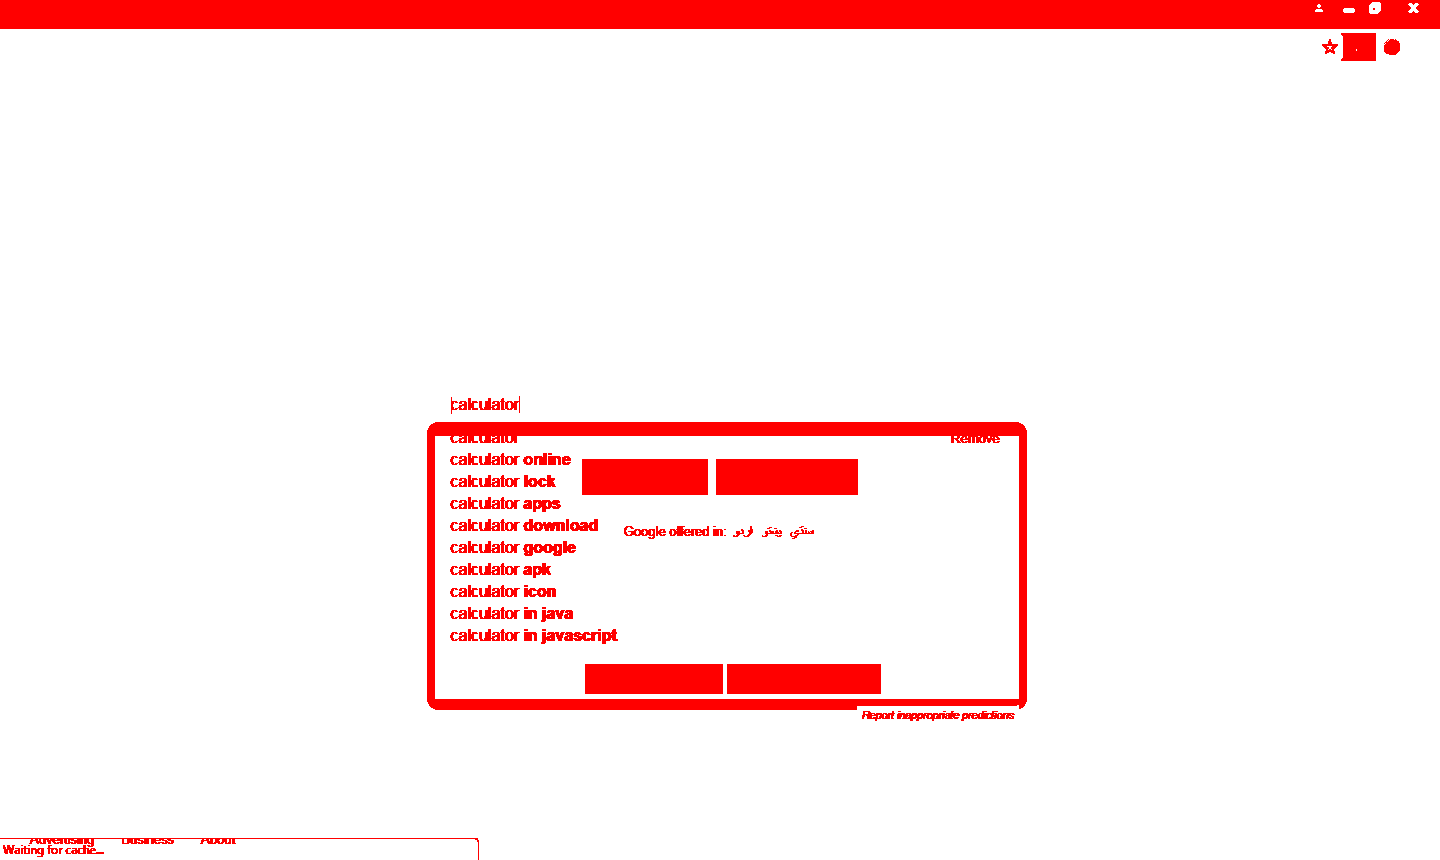 calculator
calculator
Remove
calculator online
calculator lock
calculator apps
calculator download
Google offered in: اردو پښتو سنڌي
calculator google
calculator apk
calculator icon
calculator in java
calculator in javascript
Report inappropriate predictions
Advertising Business About
Waiting for cache...